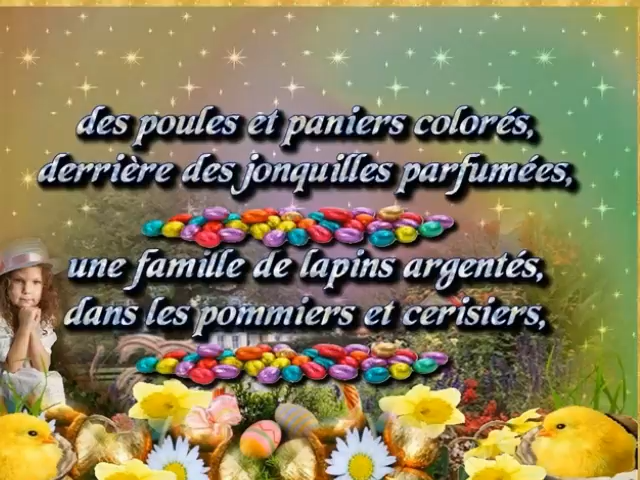 des poules et paniers colorés,
derrière des jonquilles parfumées,
une famille de lapins argentés,
dans les pommiers et cerisiers,